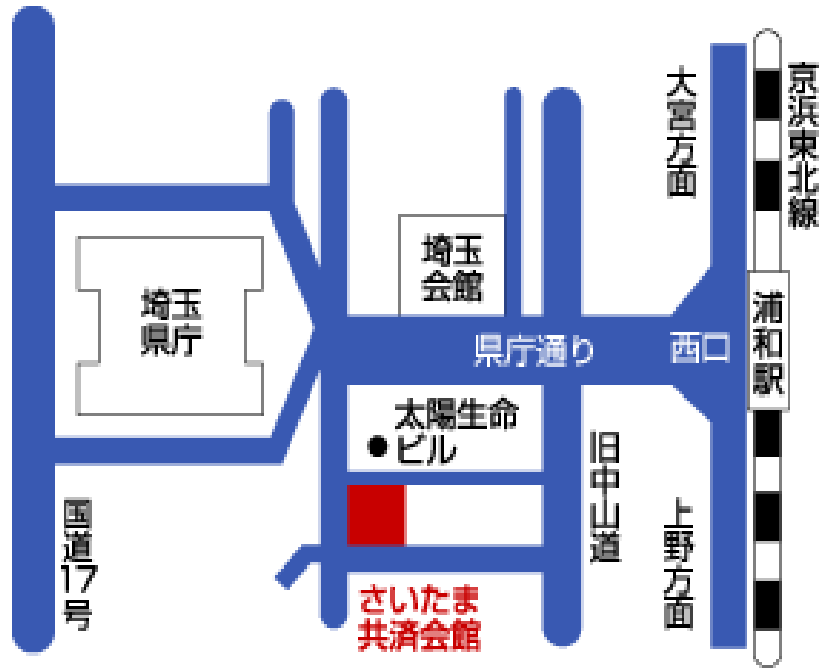 大宮方面
京浜東北線
埼玉
会館
埼玉
県庁
浦和駅
県庁通り
西口
太陽生命
ビル
旧中山道
国道17号
上野方面
さいたま
共済会館